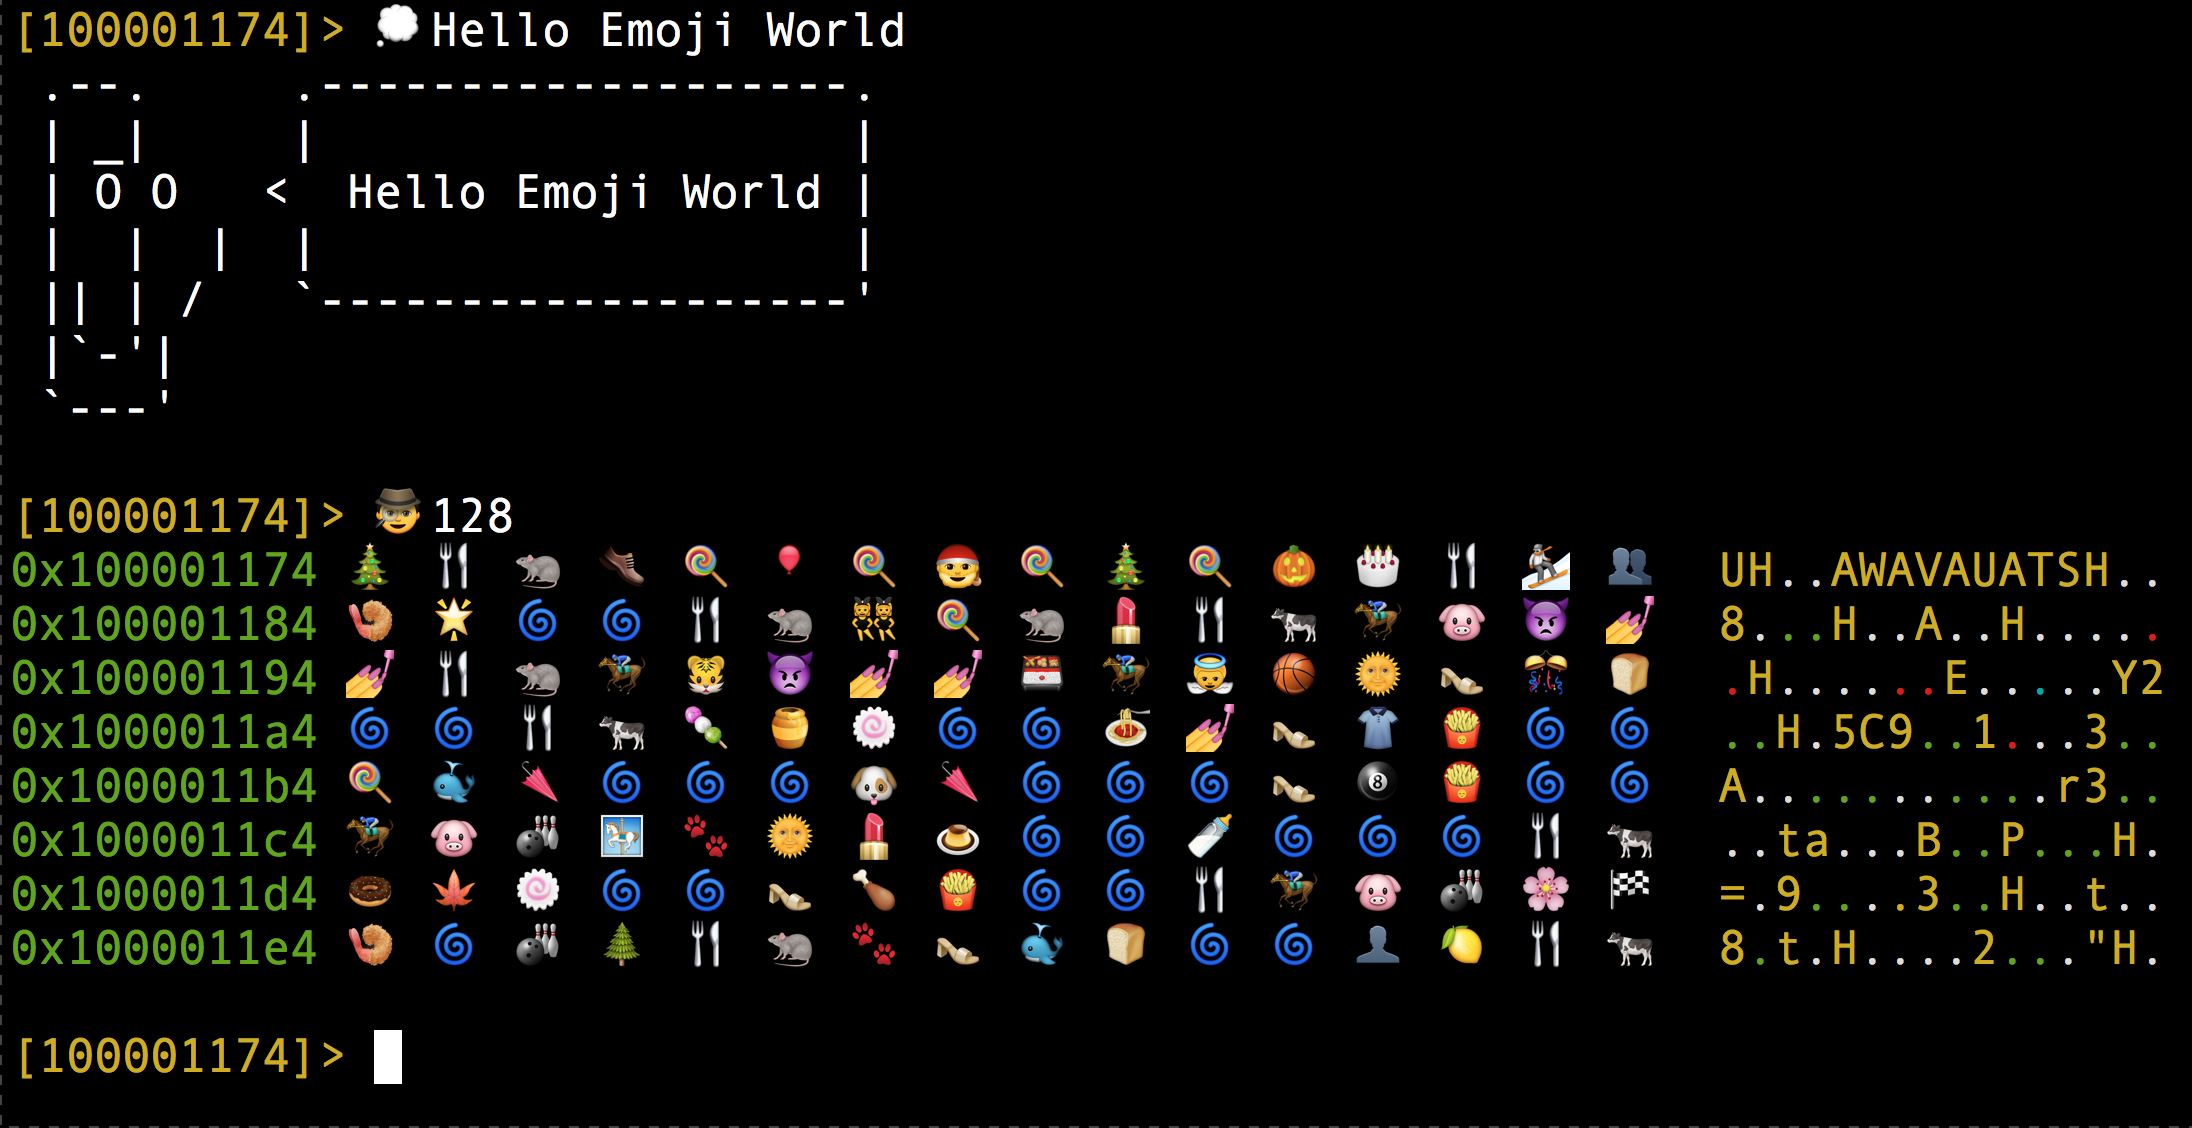 [100001174]> 💭 Hello Emoji World
 .--.     .-------------------.
 | _|     |                   |
 | O O   <  Hello Emoji World |
 |  |  |  |                   |
 || | /   `-------------------'
 |`-'|
 `---'
[100001174]> 🕵 128
0x100001174 🎄 🍴 🐀 👞 🍭 🎈 🍭 🎅 🍭 🎄 🍭 🎃 🎂 🍴 🏂 👥 UH..AWAVAUATSH..
0x100001184 🍤 🌟 🌀 🌀 🍴 🐀 👯 🍭 🐀 💄 🍴 🐄 🏇 🐷 👿 💅 8...H..A..H.....
0x100001194 💅 🍴 🐀 🏇 🐯 👿 💅 💅 🍱 🏇 👼 🏀 🌞 👡 🎊 🍞 .H......E.....Y2
0x1000011a4 🌀 🌀 🍴 🐄 🍡 🍯 🍥 🌀 🌀 🍝 💅 👡 👕 🍟 🌀 🌀 ..H.5C9..1...3..
0x1000011b4 🍭 🐳 🌂 🌀 🌀 🌀 🐶 🌂 🌀 🌀 🌀 👡 🎱 🍟 🌀 🌀 A...........r3..
0x1000011c4 🏇 🐷 🎳 🎠 🐾 🌞 💄 🍮 🌀 🌀 🍼 🌀 🌀 🌀 🍴 🐄 ..ta...B..P...H.
0x1000011d4 🍩 🍁 🍥 🌀 🌀 👡 🍗 🍟 🌀 🌀 🍴 🏇 🐷 🎳 🌸 🏁 =.9....3..H..t..
0x1000011e4 🍤 🌀 🎳 🌲 🍴 🐀 🐾 👡 🐳 🍞 🌀 🌀 👤 🍋 🍴 🐄 8.t.H....2..."H.
[100001174]>